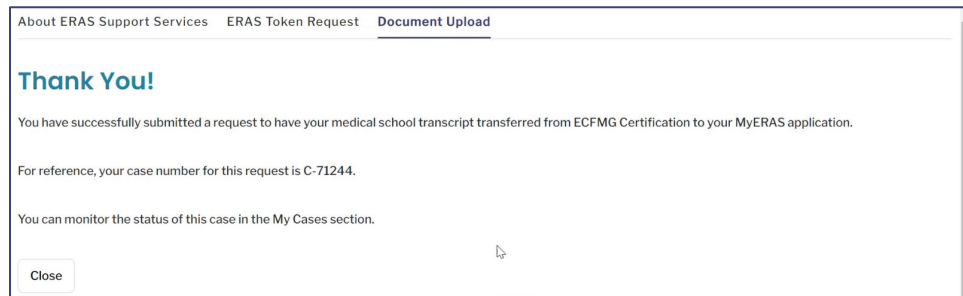 About ERAS Support Services ERAS Token Request Document Upload
Thank You!
You have successfully submitted a request to have your medical school transcript transferred from ECFMG Certification to your MyERAS application.
For reference, your case number for this request is C-71244.
You can monitor the status of this case in the My Cases section.
Close